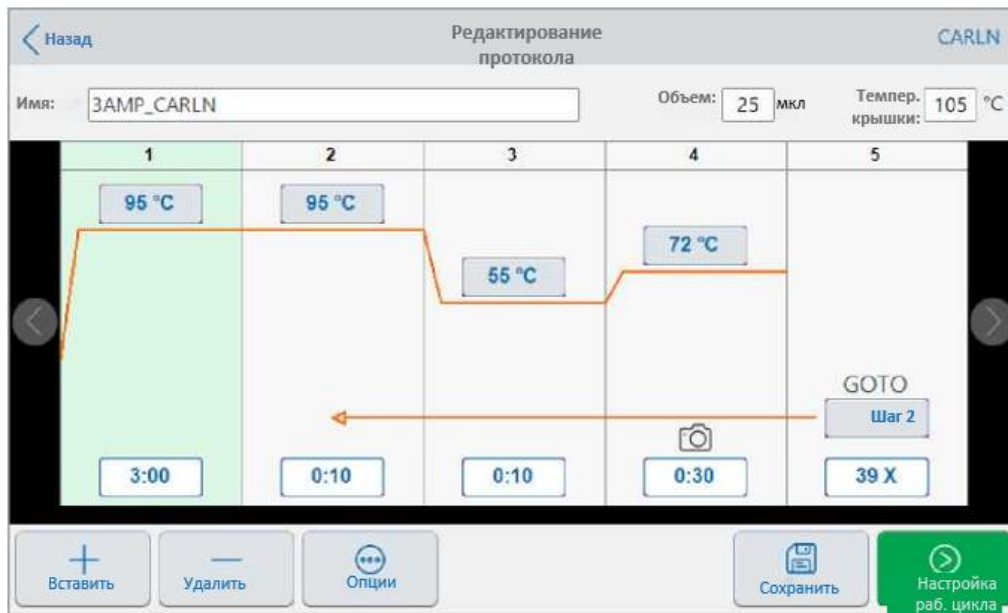 Назад
Редактирование
протокола
CARLN
Имя: 3AMP_CARLN
Объем: 25 мкл
Темпер.
крышки: 105 °C
1 2 3 4 5
95 °C 95 °C
72 °C
55 °C
GOTO
Шаг 2
3:00 0:10 0:10 0:30 39 X
Вставить Удалить Опции Сохранить Настройка
раб. цикла